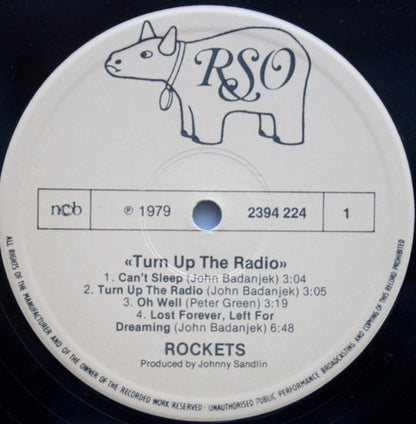 RSO
ncb
℗ 1979
2394 224
1
«Turn Up The Radio»
1. Can't Sleep (John Badanjek) 3:04
2. Turn Up The Radio (John Badanjek) 3:05
3. Oh Well (Peter Green) 3:19
4. Lost Forever, Left For
Dreaming (John Badanjek) 6:48
ROCKETS
Produced by Johnny Sandlin
ALL RIGHTS OF THE MANUFACTURER AND OF THE OWNER OF THE RECORDED WORK RESERVED · UNAUTHORISED PUBLIC PERFORMANCE BROADCASTING AND COPYING OF THIS RECORD PROHIBITED